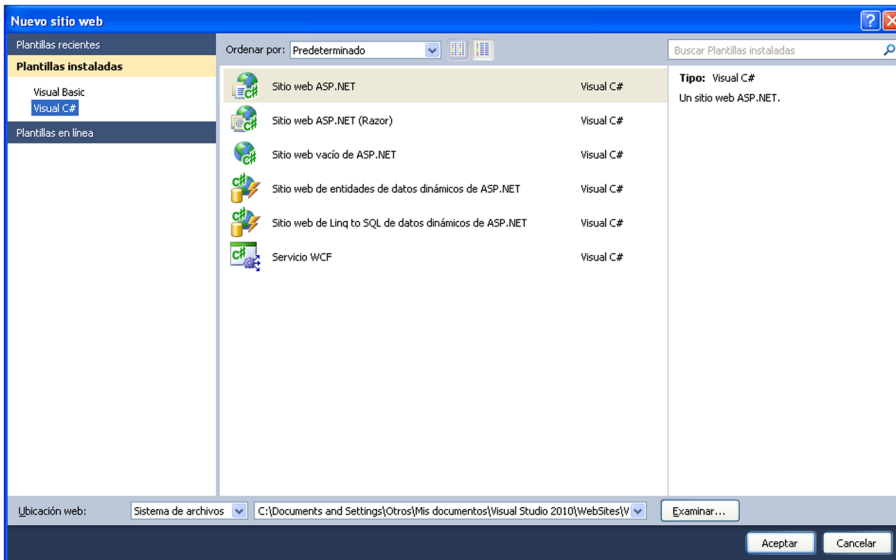 Nuevo sitio web
Plantillas recientes
Plantillas instaladas
Visual Basic
Visual C#
Plantillas en línea
Ordenar por: Predeterminado
Buscar Plantillas instaladas
Sitio web ASP.NET Visual C#
Sitio web ASP.NET (Razor) Visual C#
Sitio web vacío de ASP.NET Visual C#
Sitio web de entidades de datos dinámicos de ASP.NET Visual C#
Sitio web de Linq to SQL de datos dinámicos de ASP.NET Visual C#
Servicio WCF Visual C#
Tipo: Visual C#
Un sitio web ASP.NET.
Ubicación web: Sistema de archivos C:\Documents and Settings\Otros\Mis documentos\Visual Studio 2010\WebSites\V Examinar...
Aceptar Cancelar